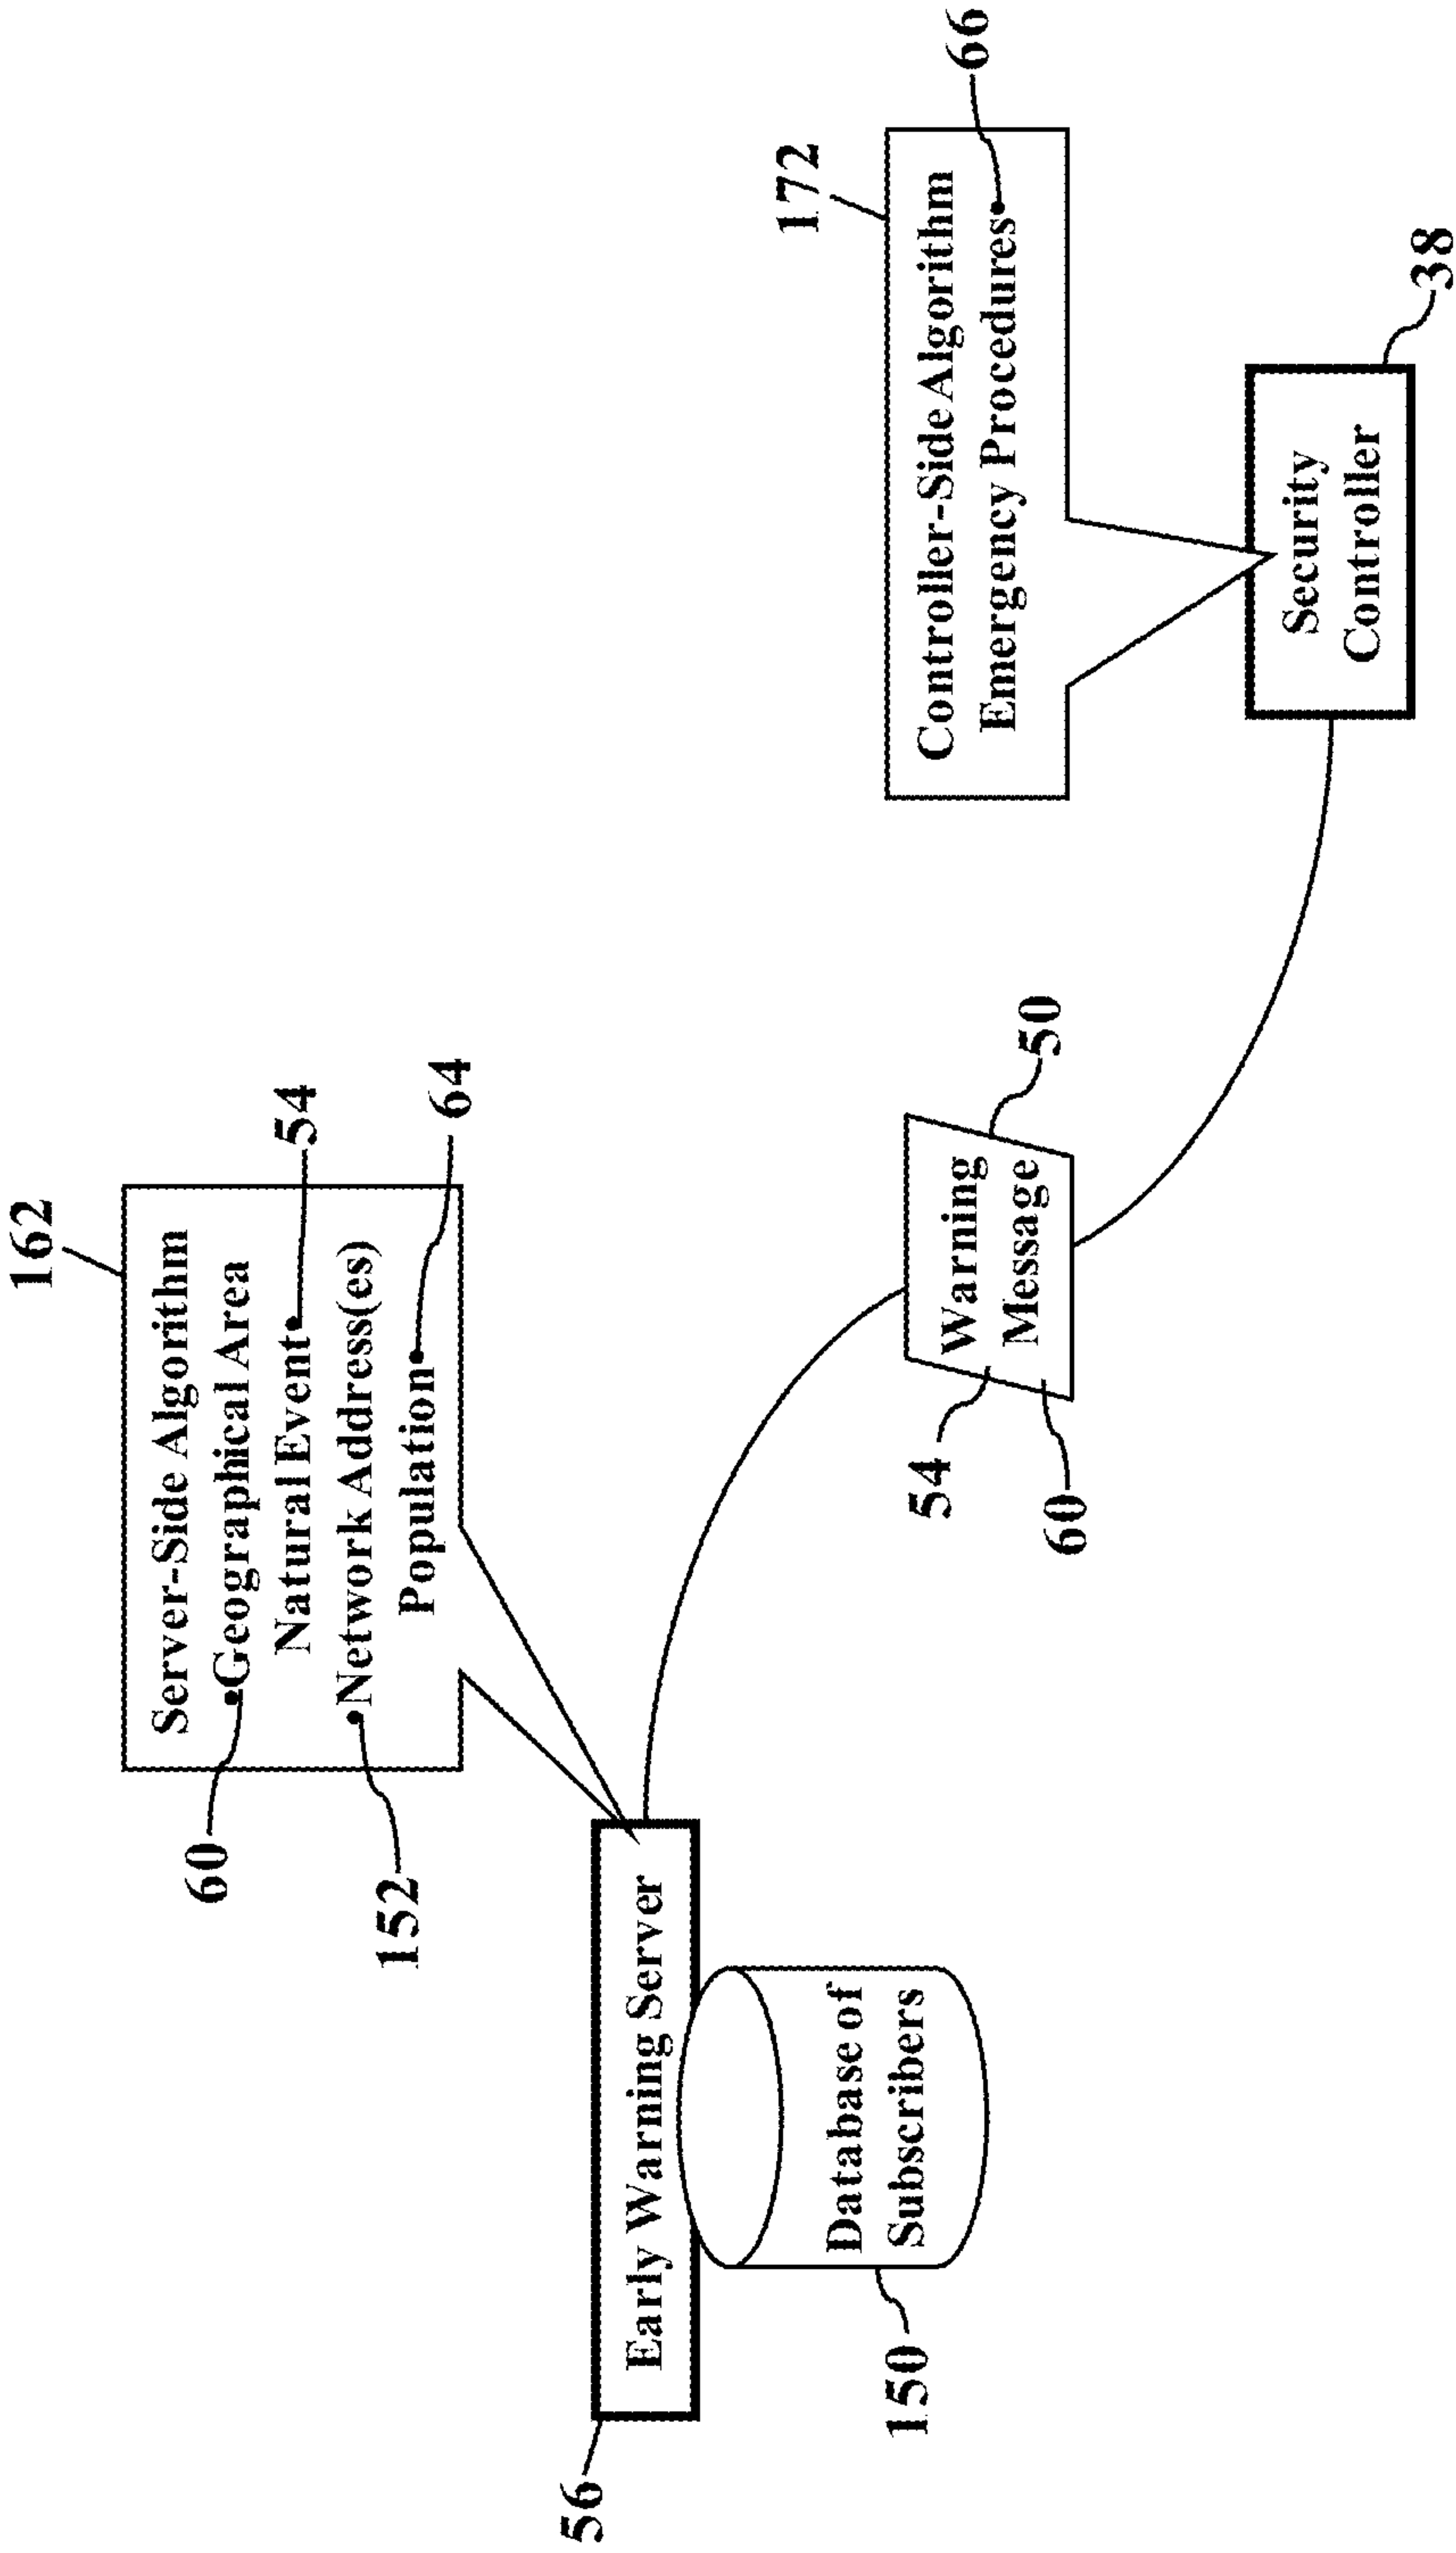 162
Server-Side Algorithm
60
Geographical Area
Natural Event
54
152
Network Address(es)
Population
64
56
Early Warning Server
Database of
Subscribers
150
Warning
Message
50
54
60
172
Controller-Side Algorithm
Emergency Procedures
66
Security
Controller
38